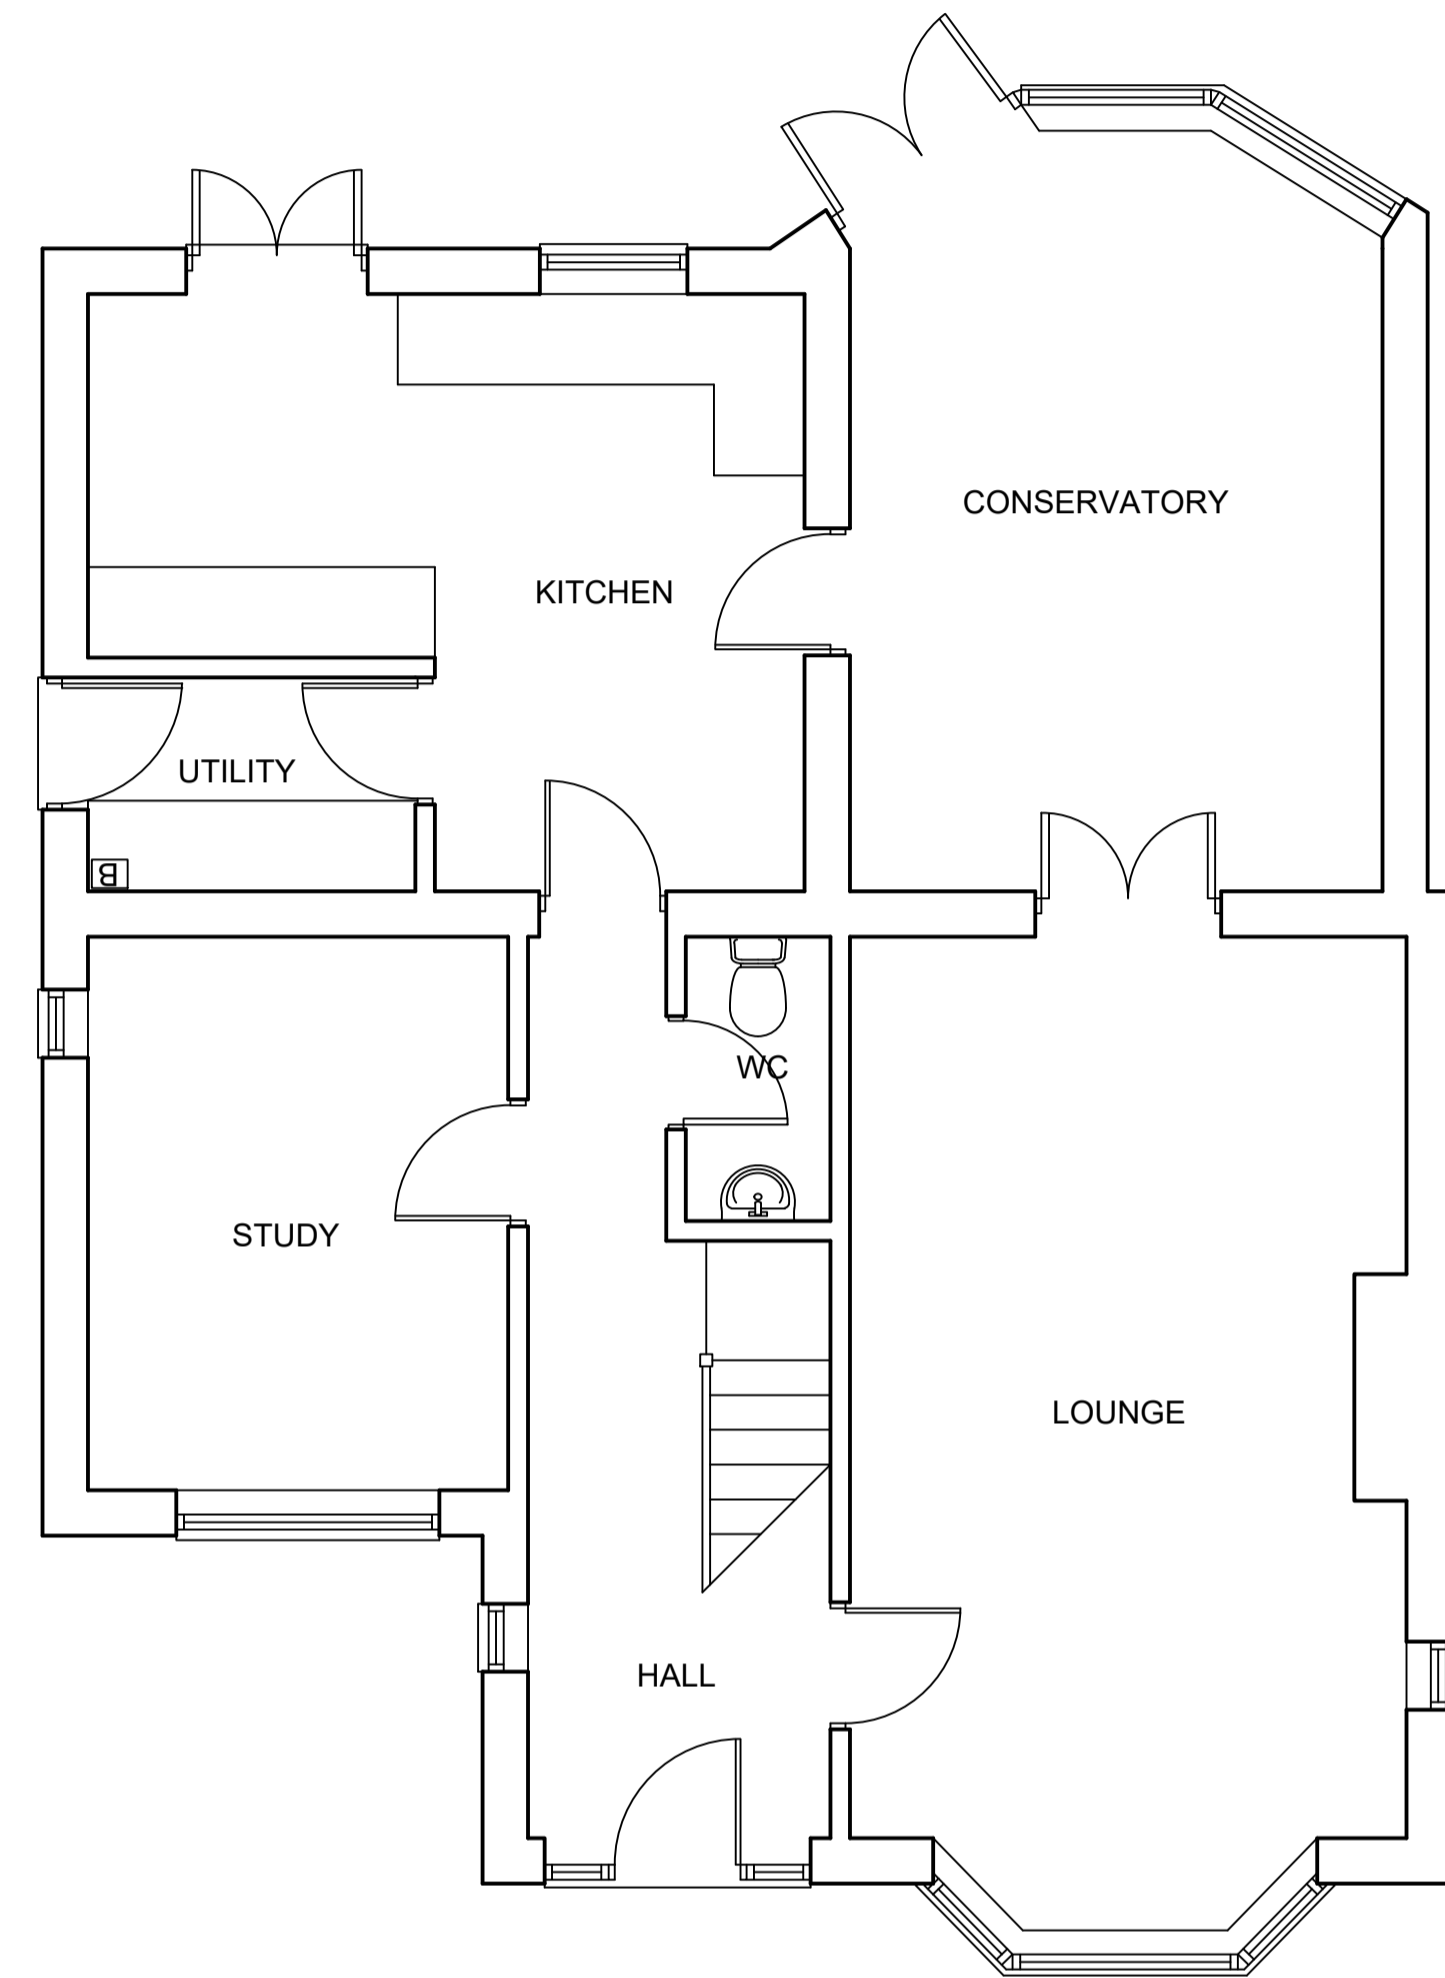 CONSERVATORY
KITCHEN
UTILITY
B
WC
STUDY
LOUNGE
HALL